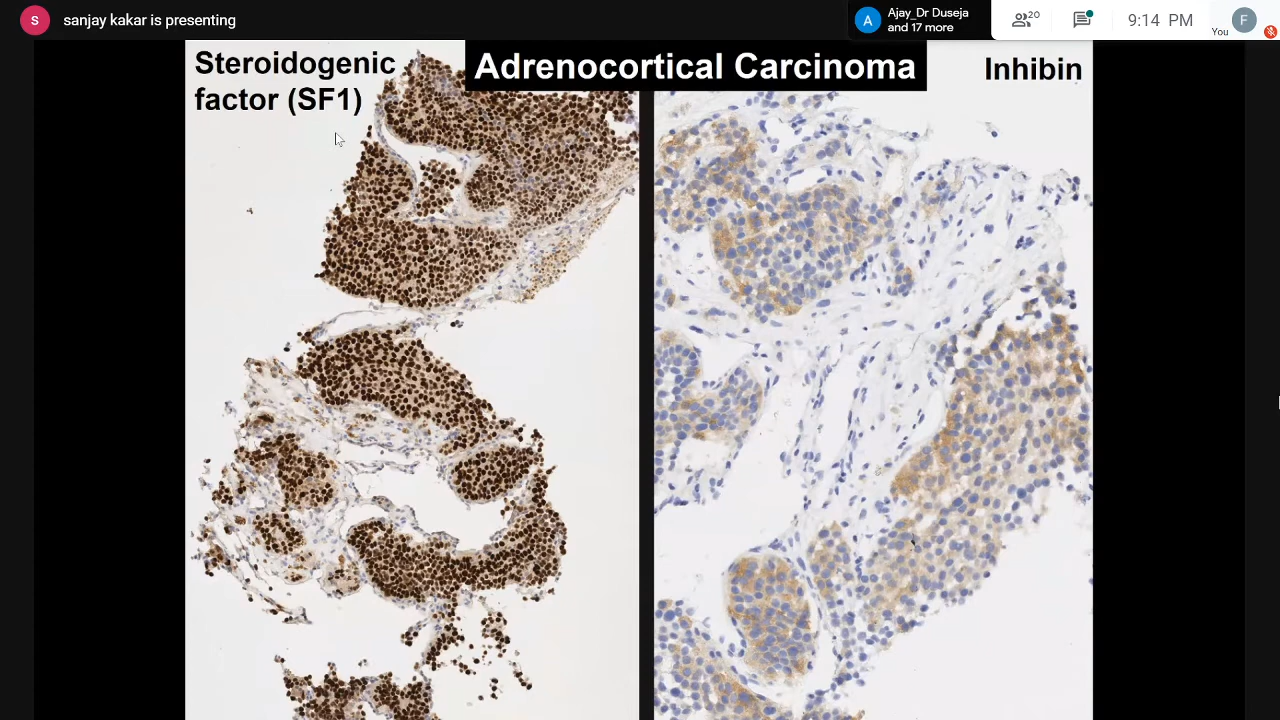 sanjay kakar is presenting
S
A
Ajay_Dr Duseja
and 17 more
20
9:14 PM
You
F
Steroidogenic
factor (SF1)
Adrenocortical Carcinoma
Inhibin